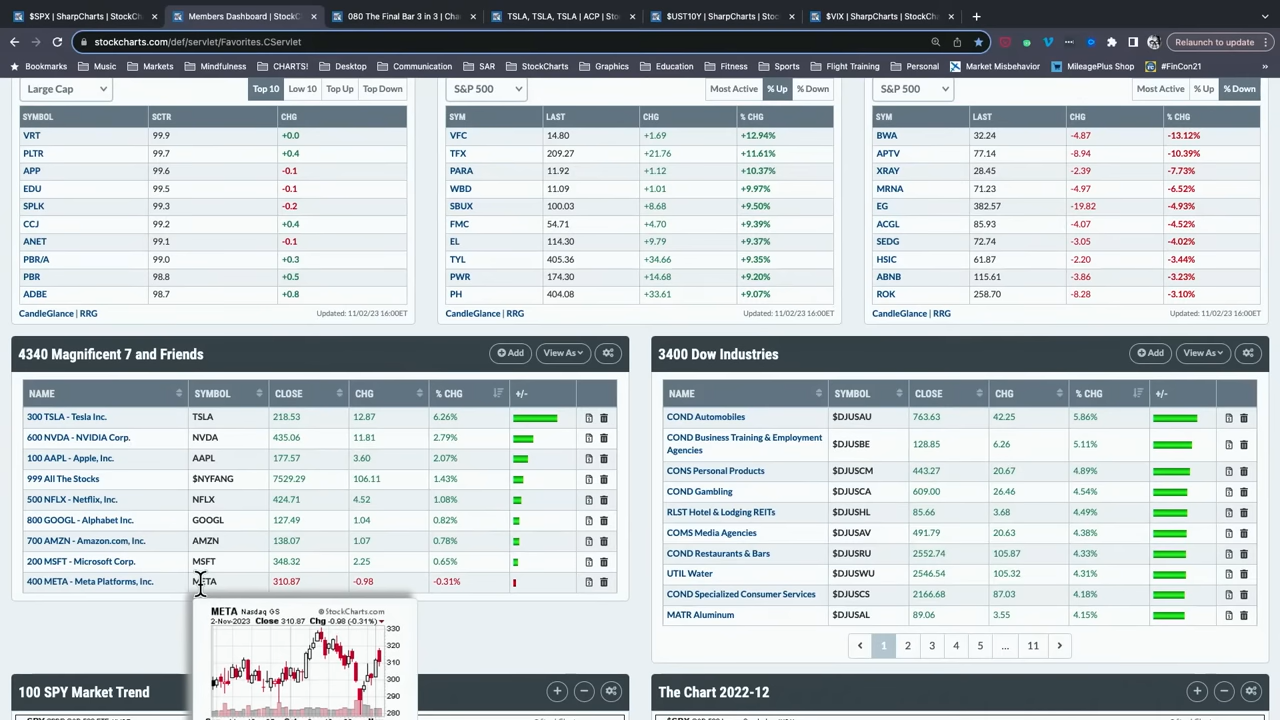 $SPX | SharpCharts | StockC
Members Dashboard | StockC
080 The Final Bar 3 in 3 | Cha
TSLA, TSLA, TSLA | ACP | Sto
$UST10Y | SharpCharts | Stoc
$VIX | SharpCharts | StockCh
stockcharts.com/def/servlet/Favorites.CServlet
Relaunch to update
Bookmarks Music Markets Mindfulness CHARTS! Desktop Communication SAR StockCharts Graphics Education Fitness Sports Flight Training Personal Market Misbehavior MileagePlus Shop #FinCon21
Large Cap Top 10 Low 10 Top Up Top Down
SYMBOL SCTR CHG
VRT 99.9 +0.0
PLTR 99.7 +0.4
APP 99.6 -0.1
EDU 99.5 -0.1
SPLK 99.3 -0.2
CCJ 99.2 +0.4
ANET 99.1 -0.1
PBR/A 99.0 +0.3
PBR 98.8 +0.5
ADBE 98.7 +0.8
CandleGlance | RRG Updated: 11/02/23 16:00ET
S&P 500 Most Active % Up % Down
SYM LAST CHG % CHG
VFC 14.80 +1.69 +12.94%
TFX 209.27 +21.76 +11.61%
PARA 11.92 +1.12 +10.37%
WBD 11.09 +1.01 +9.97%
SBUX 100.03 +8.68 +9.50%
FMC 54.71 +4.70 +9.39%
EL 114.30 +9.79 +9.37%
TYL 405.36 +34.66 +9.35%
PWR 174.30 +14.68 +9.20%
PH 404.08 +33.61 +9.07%
CandleGlance | RRG Updated: 11/02/23 16:00ET
S&P 500 Most Active % Up % Down
SYM LAST CHG % CHG
BWA 32.24 -4.87 -13.12%
APTV 77.14 -8.94 -10.39%
XRAY 28.45 -2.39 -7.73%
MRNA 71.23 -4.97 -6.52%
EG 382.57 -19.82 -4.93%
ACGL 85.93 -4.07 -4.52%
SEDG 72.74 -3.05 -4.02%
HSIC 61.87 -2.20 -3.44%
ABNB 115.61 -3.86 -3.23%
ROK 258.70 -8.28 -3.10%
CandleGlance | RRG Updated: 11/02/23 16:00ET
4340 Magnificent 7 and Friends Add View As
NAME SYMBOL CLOSE CHG % CHG +/-
300 TSLA - Tesla Inc. TSLA 218.53 12.87 6.26%
600 NVDA - NVIDIA Corp. NVDA 435.06 11.81 2.79%
100 AAPL - Apple, Inc. AAPL 177.57 3.60 2.07%
999 All The Stocks $NYFANG 7529.29 106.11 1.43%
500 NFLX - Netflix, Inc. NFLX 424.71 4.52 1.08%
800 GOOGL - Alphabet Inc. GOOGL 127.49 1.04 0.82%
700 AMZN - Amazon.com, Inc. AMZN 138.07 1.07 0.78%
200 MSFT - Microsoft Corp. MSFT 348.32 2.25 0.65%
400 META - Meta Platforms, Inc. META 310.87 -0.98 -0.31%
META Nasdaq GS @StockCharts.com
Nov-2023 Close 310.87 Chg -0.98 (-0.31%)
330
320
310
300
290
280
3400 Dow Industries Add View As
NAME SYMBOL CLOSE CHG % CHG +/-
COND Automobiles $DJUSAU 763.63 42.25 5.86%
COND Business Training & Employment
Agencies $DJUSBE 128.85 6.26 5.11%
CONS Personal Products $DJUSCM 443.27 20.67 4.89%
COND Gambling $DJUSCA 609.00 26.46 4.54%
RLST Hotel & Lodging REITs $DJUSHL 85.66 3.68 4.49%
COMS Media Agencies $DJUSAV 491.79 20.63 4.38%
COND Restaurants & Bars $DJUSRU 2552.74 105.87 4.33%
UTIL Water $DJUSWU 2546.54 105.32 4.31%
COND Specialized Consumer Services $DJUSCS 2166.68 87.03 4.18%
MATR Aluminum $DJUSAL 89.06 3.55 4.15%
1 2 3 4 5 ... 11
100 SPY Market Trend
The Chart 2022-12